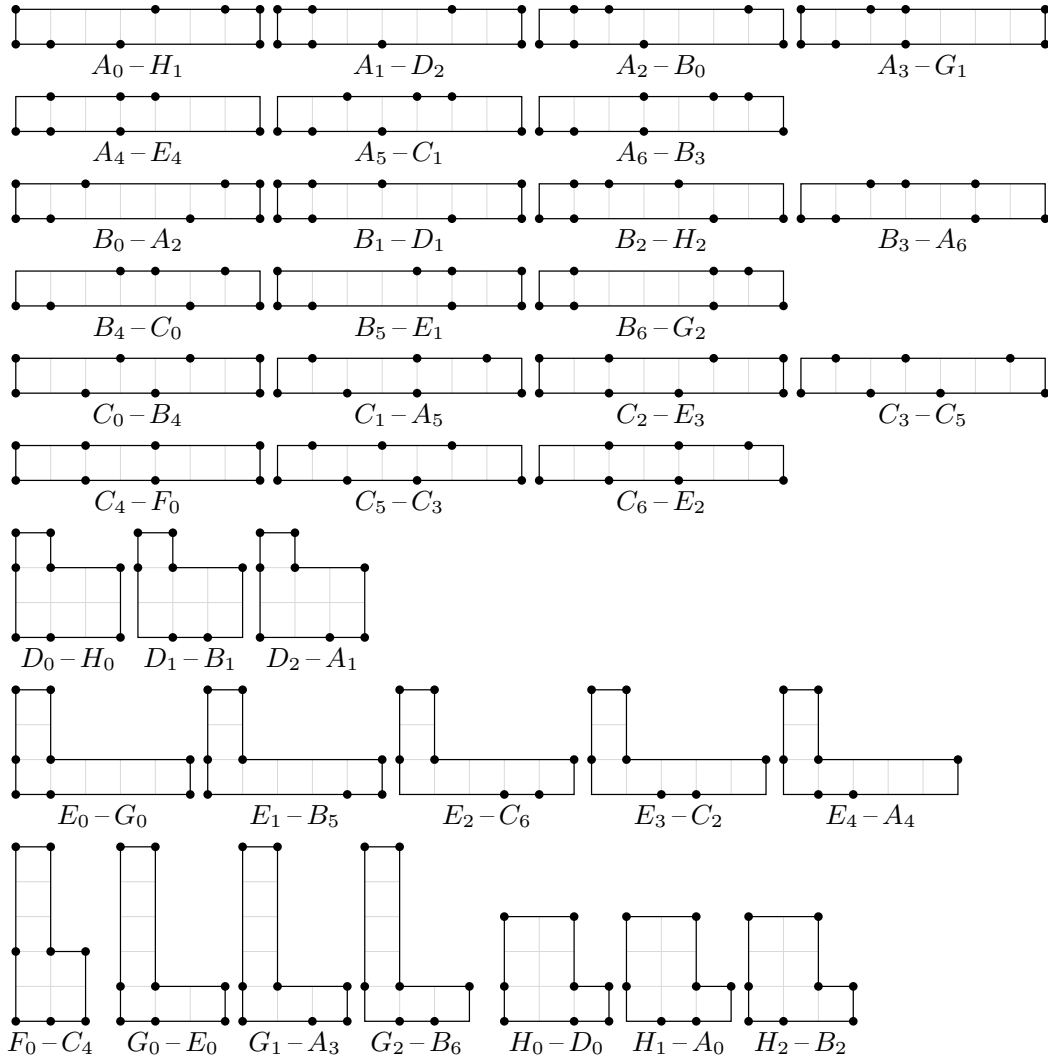 A₀–H₁ A₁–D₂ A₂–B₀ A₃–G₁
A₄–E₄ A₅–C₁ A₆–B₃
B₀–A₂ B₁–D₁ B₂–H₂ B₃–A₆
B₄–C₀ B₅–E₁ B₆–G₂
C₀–B₄ C₁–A₅ C₂–E₃ C₃–C₅
C₄–F₀ C₅–C₃ C₆–E₂
D₀–H₀ D₁–B₁ D₂–A₁
E₀–G₀ E₁–B₅ E₂–C₆ E₃–C₂ E₄–A₄
F₀–C₄ G₀–E₀ G₁–A₃ G₂–B₆ H₀–D₀ H₁–A₀ H₂–B₂